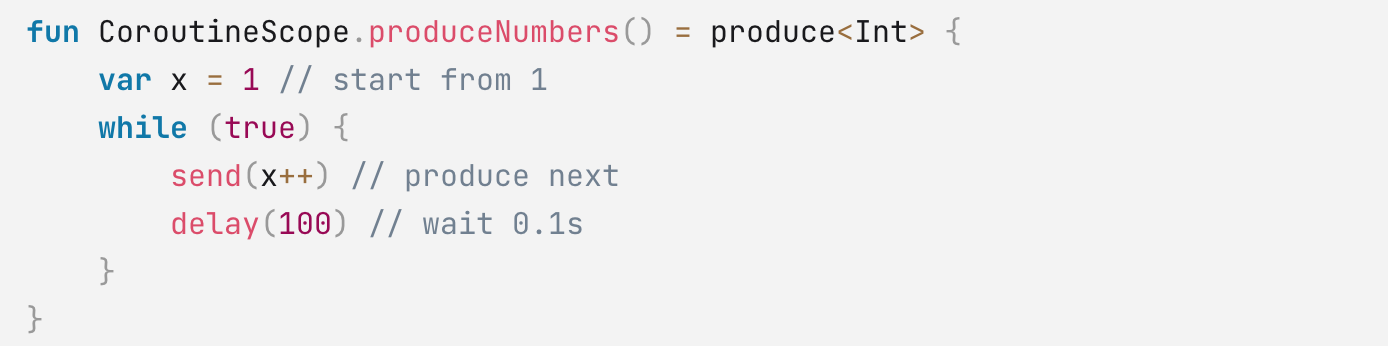 fun CoroutineScope.produceNumbers() = produce<Int> {
    var x = 1 // start from 1
    while (true) {
        send(x++) // produce next
        delay(100) // wait 0.1s
    }
}